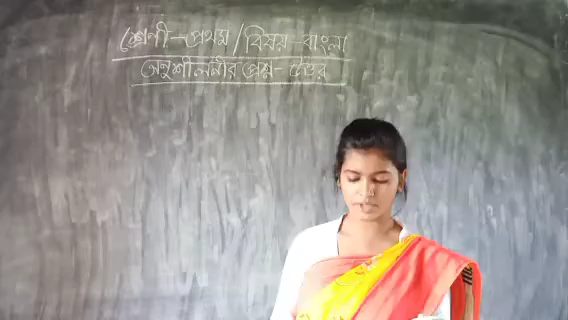 শ্রেণী-প্রথম/বিষয়-বাংলা
অনুশীলনীর প্রশ্ন-উত্তর